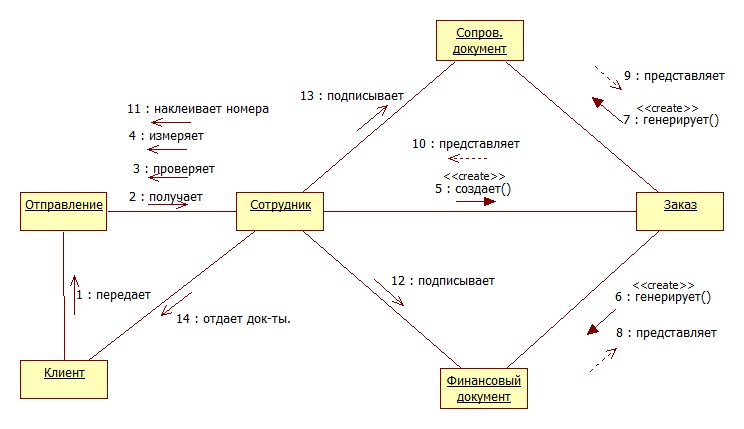 Сопров.
документ
9 : представляет
<<create>>
7 : генерирует()
13 : подписывает
11 : наклеивает номера
4 : измеряет
3 : проверяет
2 : получает
10 : представляет
<<create>>
5 : создает()
Отправление
Сотрудник
Заказ
1 : передает
14 : отдает док-ты.
12 : подписывает
<<create>>
6 : генерирует()
8 : представляет
Клиент
Финансовый
документ